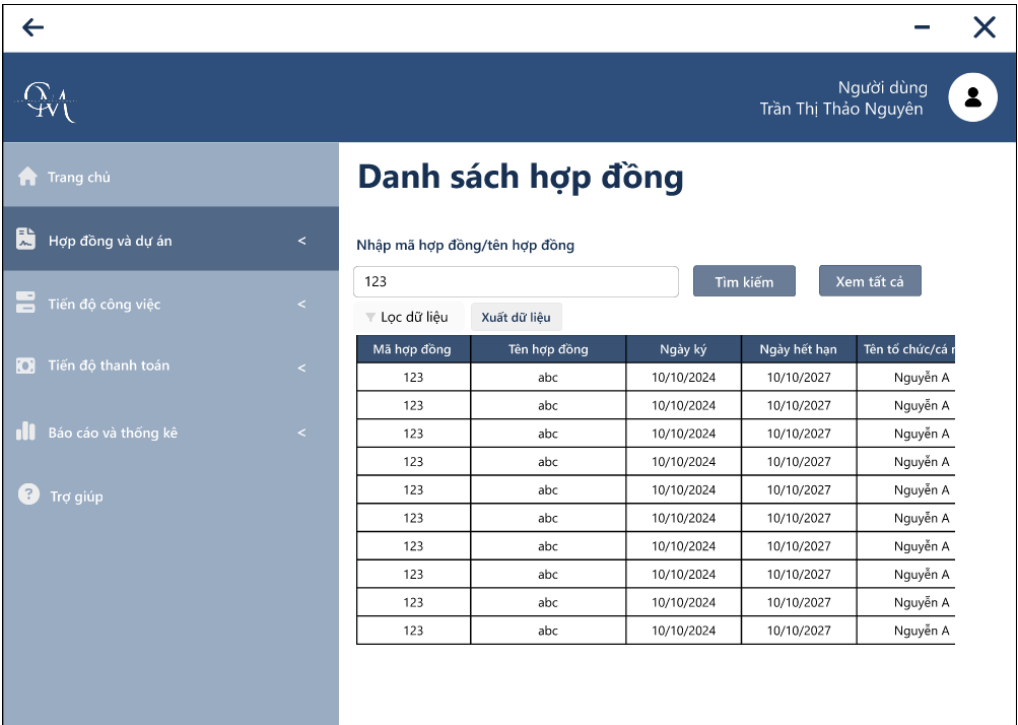 Người dùng
Trần Thị Thảo Nguyên
Trang chủ
Hợp đồng và dự án <
Tiến độ công việc <
Tiến độ thanh toán <
Báo cáo và thống kê <
? Trợ giúp
Danh sách hợp đồng
Nhập mã hợp đồng/tên hợp đồng
123 Tìm kiếm Xem tất cả
Lọc dữ liệu Xuất dữ liệu
Mã hợp đồng Tên hợp đồng Ngày ký Ngày hết hạn Tên tổ chức/cá
123 abc 10/10/2024 10/10/2027 Nguyễn A
123 abc 10/10/2024 10/10/2027 Nguyễn A
123 abc 10/10/2024 10/10/2027 Nguyễn A
123 abc 10/10/2024 10/10/2027 Nguyễn A
123 abc 10/10/2024 10/10/2027 Nguyễn A
123 abc 10/10/2024 10/10/2027 Nguyễn A
123 abc 10/10/2024 10/10/2027 Nguyễn A
123 abc 10/10/2024 10/10/2027 Nguyễn A
123 abc 10/10/2024 10/10/2027 Nguyễn A
123 abc 10/10/2024 10/10/2027 Nguyễn A